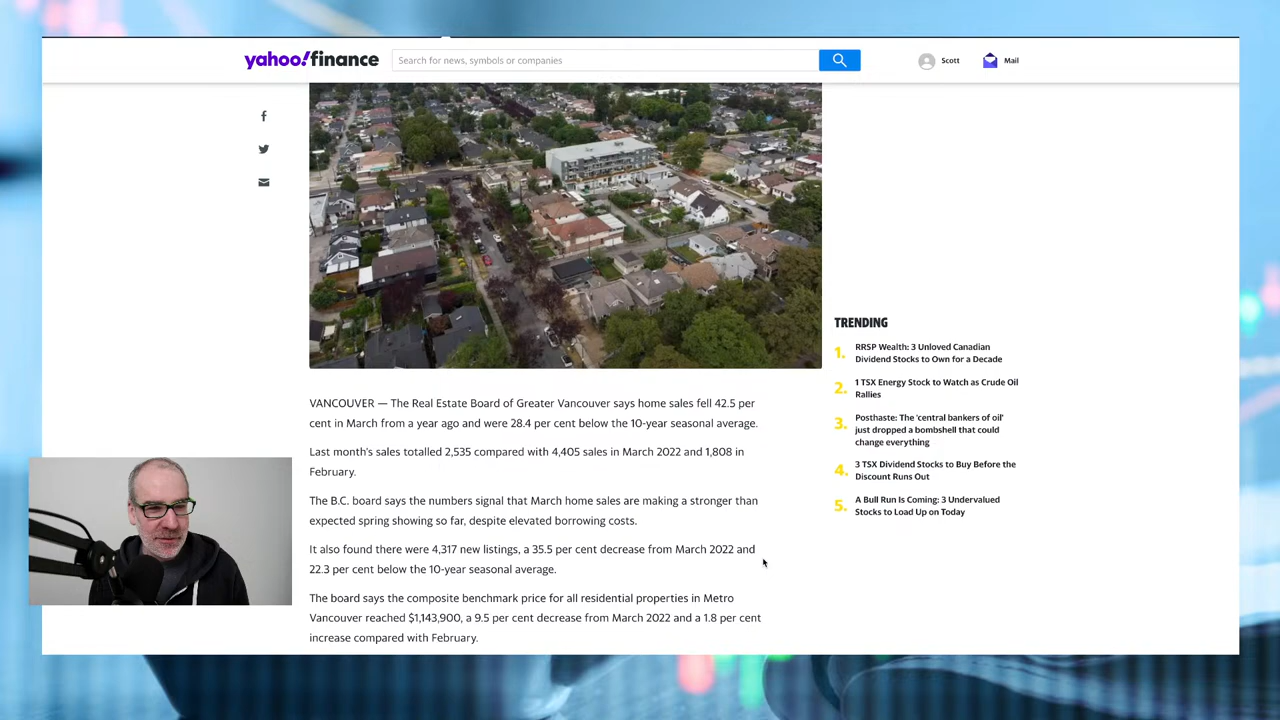 yahoo!finance
Search for news, symbols or companies
Scott
Mail
VANCOUVER — The Real Estate Board of Greater Vancouver says home sales fell 42.5 per
cent in March from a year ago and were 28.4 per cent below the 10-year seasonal average.
Last month's sales totalled 2,535 compared with 4,405 sales in March 2022 and 1,808 in
February.
The B.C. board says the numbers signal that March home sales are making a stronger than
expected spring showing so far, despite elevated borrowing costs.
It also found there were 4,317 new listings, a 35.5 per cent decrease from March 2022 and
22.3 per cent below the 10-year seasonal average.
The board says the composite benchmark price for all residential properties in Metro
Vancouver reached $1,143,900, a 9.5 per cent decrease from March 2022 and a 1.8 per cent
increase compared with February.
TRENDING
1. RRSP Wealth: 3 Unloved Canadian
Dividend Stocks to Own for a Decade
2. 1 TSX Energy Stock to Watch as Crude Oil
Rallies
3. Posthaste: The 'central bankers of oil'
just dropped a bombshell that could
change everything
4. 3 TSX Dividend Stocks to Buy Before the
Discount Runs Out
5. A Bull Run Is Coming: 3 Undervalued
Stocks to Load Up on Today